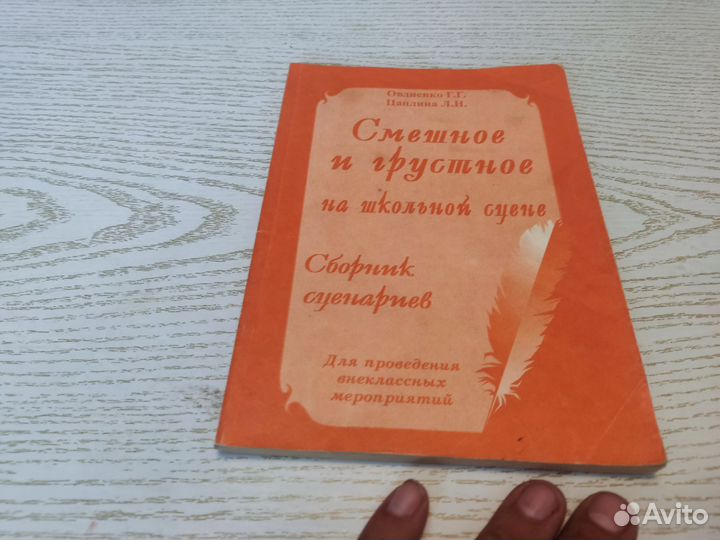 Овдиенко Г.Г.
Цаплина Л.Н.
Смешное
и грустное
на школьной сцене
Сборник
сценариев
Для проведения
внеклассных
мероприятий
Avito